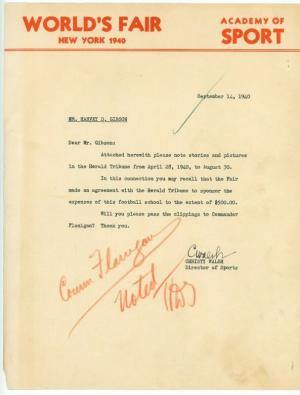 WORLD'S FAIR
NEW YORK 1940
ACADEMY OF
SPORT
September 14, 1940
MR. HARVEY D. GIBSON
Dear Mr. Gibson:
Attached herewith please note stories and pictures
in the Herald Tribune from April 28, 1940, to August 30.
In this connection you may recall that the Fair
made an agreement with the Herald Tribune to sponsor the
expenses of this football school to the extent of $500.00.
Will you please pass the clippings to Commander
Flanigan? Thank you.
CWalsh
CHRISTY WALSH
Director of Sports
Comm Flanigan
Noted